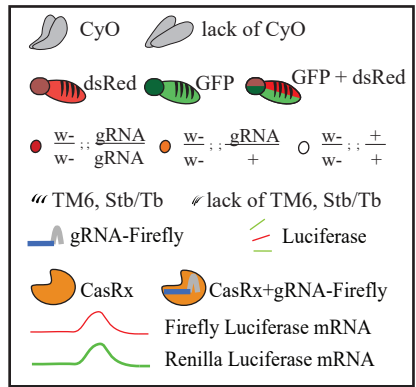 CyO lack of CyO
dsRed GFP GFP + dsRed
w- gRNA w- gRNA w- +
; ; ; ; ; ;
w- gRNA w- + w- +
TM6, Stb/Tb lack of TM6, Stb/Tb
gRNA-Firefly Luciferase
CasRx CasRx+gRNA-Firefly
Firefly Luciferase mRNA
Renilla Luciferase mRNA